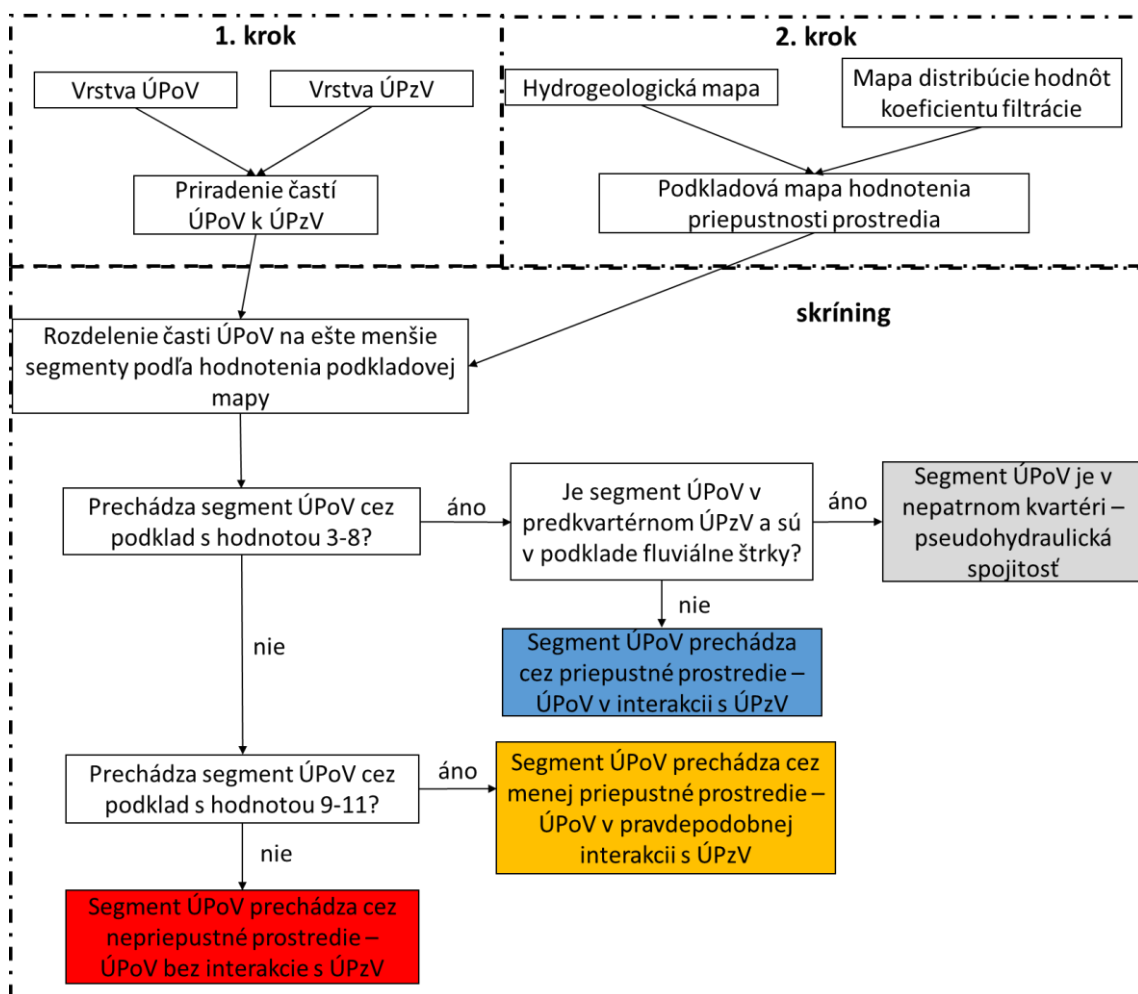 1. krok
2. krok
Vrstva ÚPoV
Vrstva ÚPzV
Hydrogeologická mapa
Mapa distribúcie hodnôt
koeficientu filtrácie
Priradenie častí
ÚPoV k ÚPzV
Podkladová mapa hodnotenia
priepustnosti prostredia
skríning
Rozdelenie časti ÚPoV na ešte menšie
segmenty podľa hodnotenia podkladovej
mapy
Prechádza segment ÚPoV cez
podklad s hodnotou 3-8?
áno
Je segment ÚPoV v
predkvartérnom ÚPzV a sú
v podklade fluviálne štrky?
áno
Segment ÚPoV je v
nepatrnom kvartéri –
pseudohydraulická
spojitosť
nie
nie
Segment ÚPoV prechádza
cez priepustné prostredie –
ÚPoV v interakcii s ÚPzV
Prechádza segment ÚPoV cez
podklad s hodnotou 9-11?
áno
Segment ÚPoV prechádza cez
menej priepustné prostredie –
ÚPoV v pravdepodobnej
interakcii s ÚPzV
nie
Segment ÚPoV prechádza cez
nepriepustné prostredie –
ÚPoV bez interakcie s ÚPzV